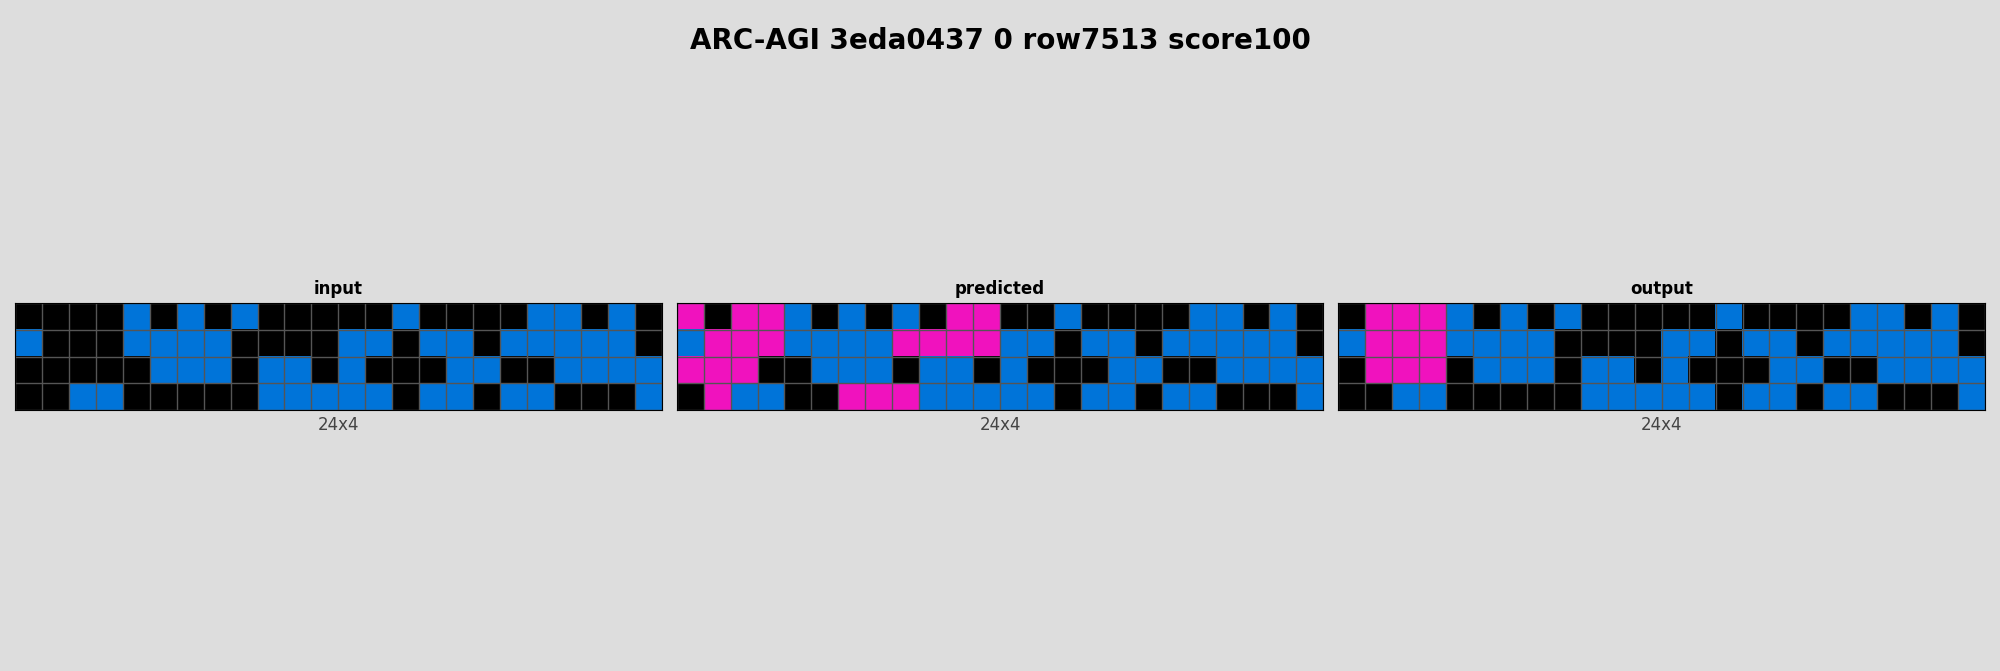 ARC-AGI 3eda0437 0 row7513 score100
input
predicted
output
24x4
24x4
24x4